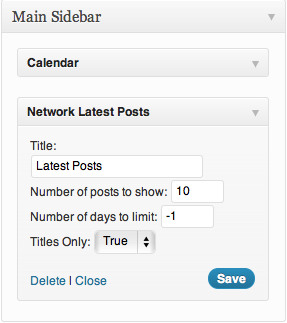 Main Sidebar
Calendar
Network Latest Posts
Title:
Latest Posts
Number of posts to show: 10
Number of days to limit: -1
Titles Only: True
Delete | Close Save